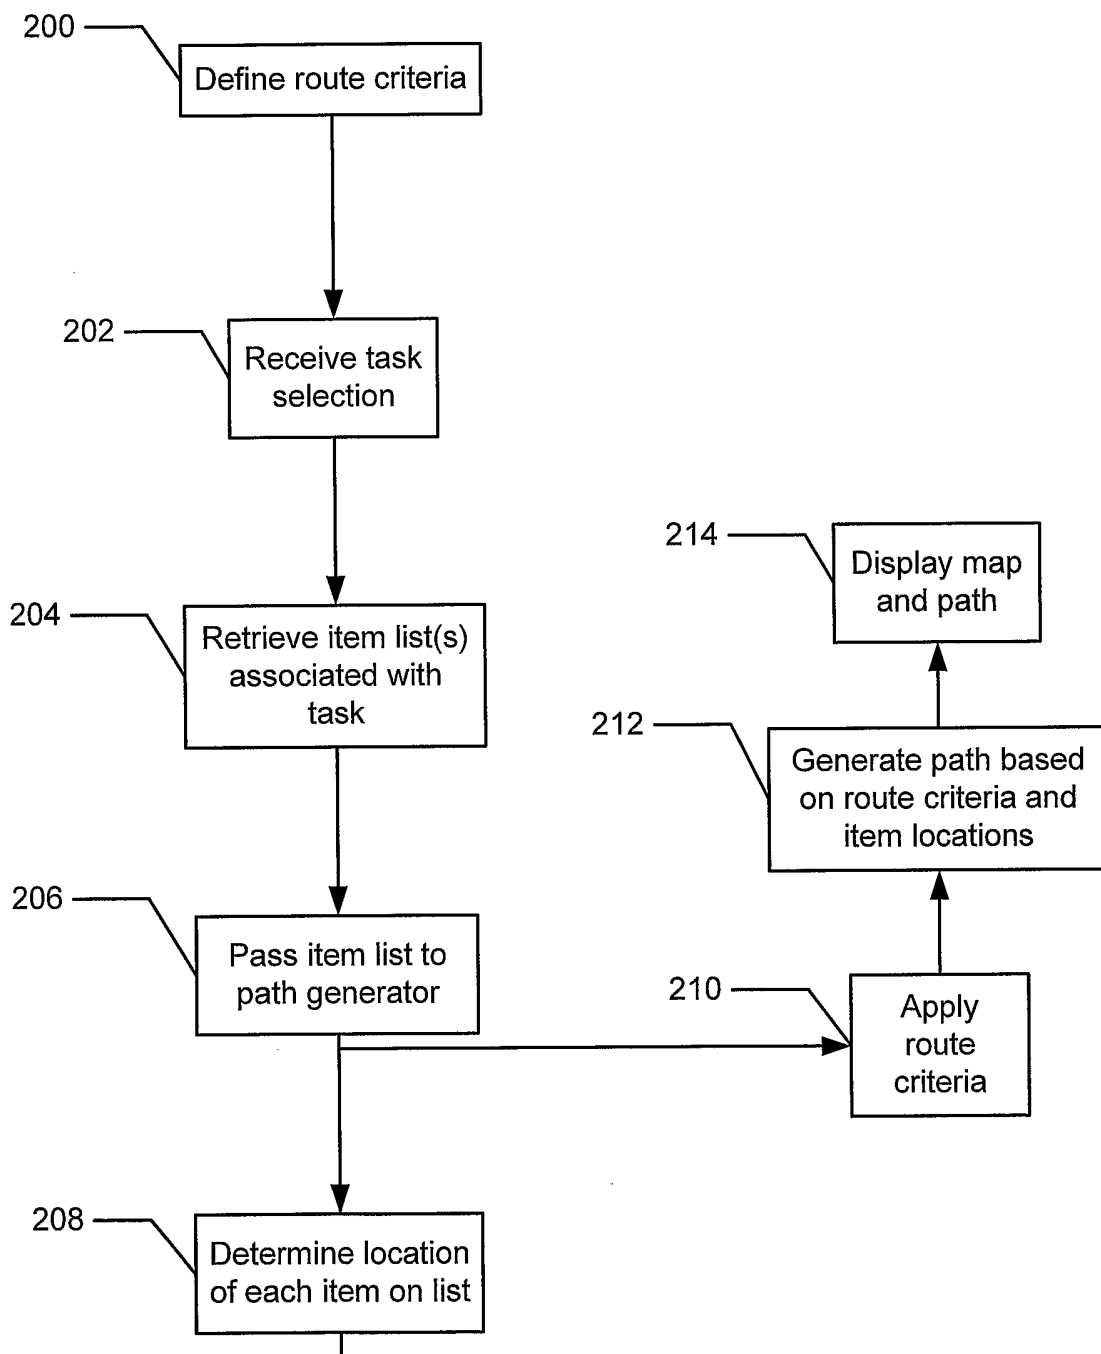 200
Define route criteria
202
Receive task
selection
204
Retrieve item list(s)
associated with
task
206
Pass item list to
path generator
208
Determine location
of each item on list
210
Apply
route
criteria
212
Generate path based
on route criteria and
item locations
214
Display map
and path